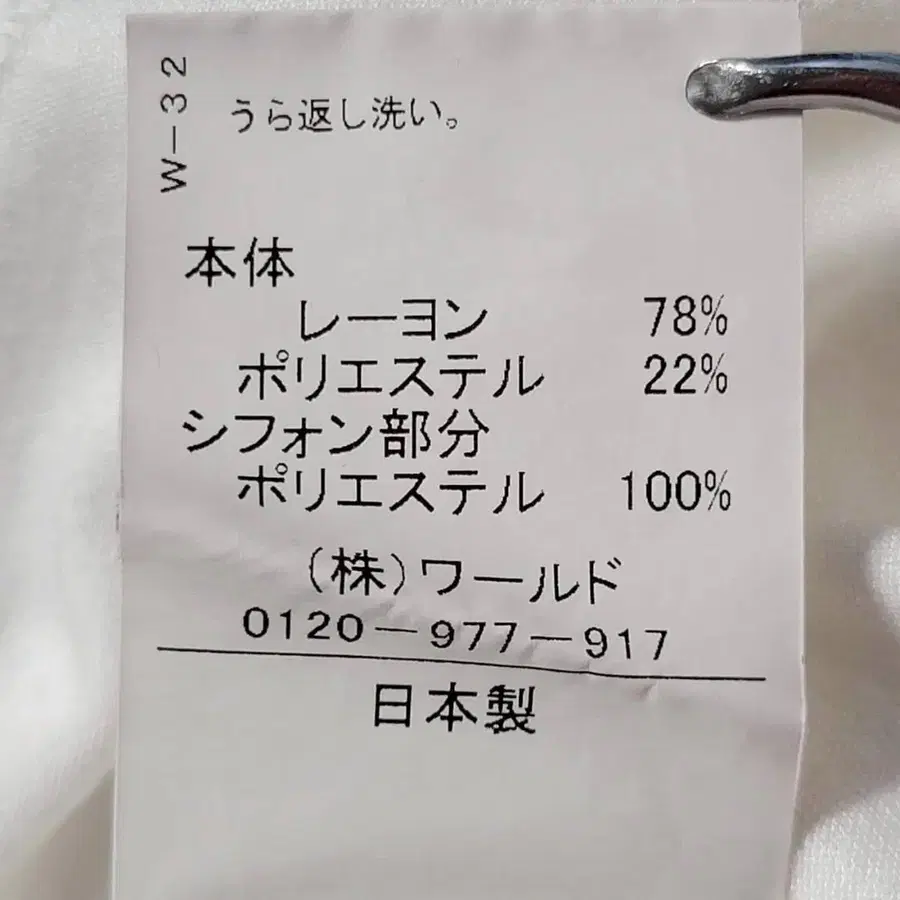 W-32
うら返し洗い。
本体
レーヨン 78%
ポリエステル 22%
シフォン部分
ポリエステル 100%
(株)ワールド
0120-977-917
日本製